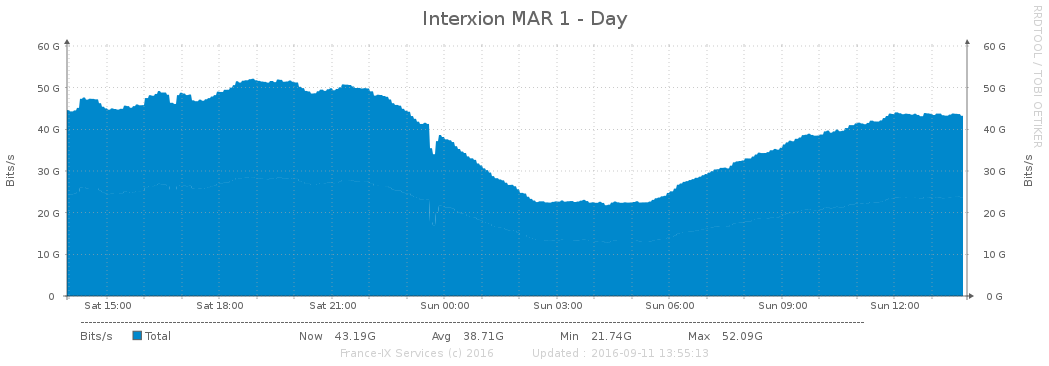 Interxion MAR 1 - Day
RRDTOOL / TOBI OETIKER
60 G 60 G
50 G 50 G
40 G 40 G
30 G 30 G
20 G 20 G
10 G 10 G
0 0 G
Bits/s Bits/s
Sat 15:00 Sat 18:00 Sat 21:00 Sun 00:00 Sun 03:00 Sun 06:00 Sun 09:00 Sun 12:00
Bits/s Total Now 43.19G Avg 38.71G Min 21.74G Max 52.09G
France-IX Services (c) 2016 Updated : 2016-09-11 13:55:13